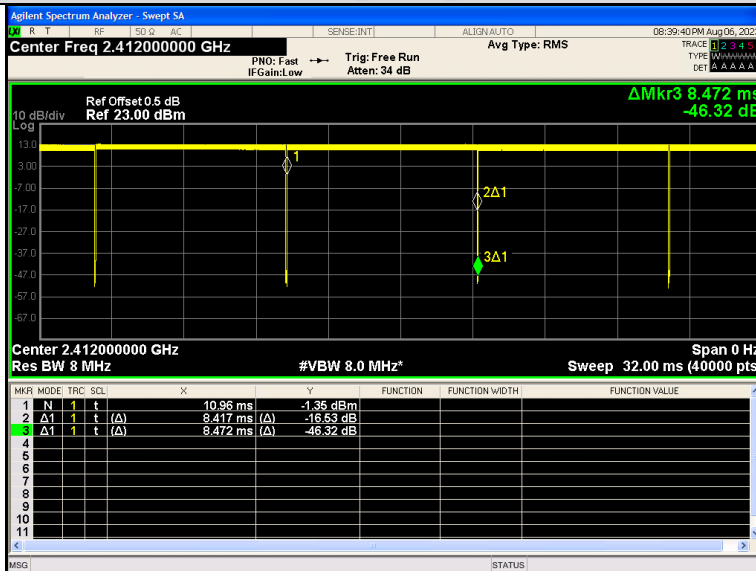 Agilent Spectrum Analyzer - Swept SA
LXI R T RF 50 Ω AC SENSE:INT ALIGN AUTO 08:39:40 PM Aug 06, 202
Center Freq 2.412000000 GHz Avg Type: RMS TRACE 1 2 3 4 5
PNO: Fast Trig: Free Run TYPE
IFGain:Low Atten: 34 dB DET A A A A A
ΔMkr3 8.472 ms
Ref Offset 0.5 dB
10 dB/div Ref 23.00 dBm -46.32 dB
Log
13.0
1
3.00
-7.00
2Δ1
-17.0
-27.0
-37.0
3Δ1
-47.0
-57.0
-67.0
Center 2.412000000 GHz Span 0 Hz
Res BW 8 MHz #VBW 8.0 MHz* Sweep 32.00 ms (40000 pts
MKR MODE TRC SCL X Y FUNCTION FUNCTION WIDTH FUNCTION VALUE
1 N 1 t 10.96 ms -1.35 dBm
2 Δ1 1 t (Δ) 8.417 ms (Δ) -16.53 dB
3 Δ1 1 t (Δ) 8.472 ms (Δ) -46.32 dB
4
5
6
7
8
9
10
11
MSG STATUS